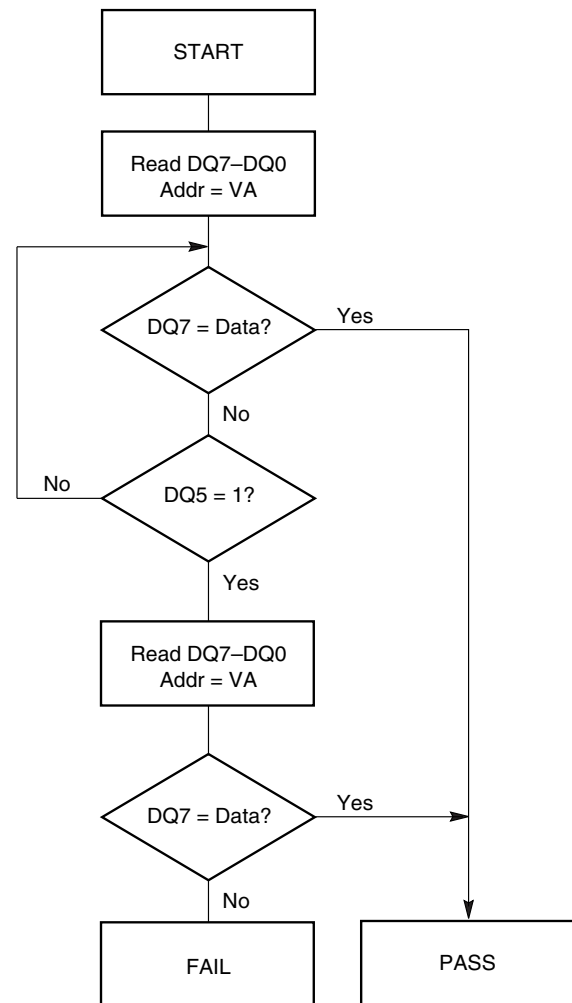 START
Read DQ7–DQ0
Addr = VA
DQ7 = Data?
Yes
No
No
DQ5 = 1?
Yes
Read DQ7–DQ0
Addr = VA
DQ7 = Data?
Yes
No
FAIL
PASS